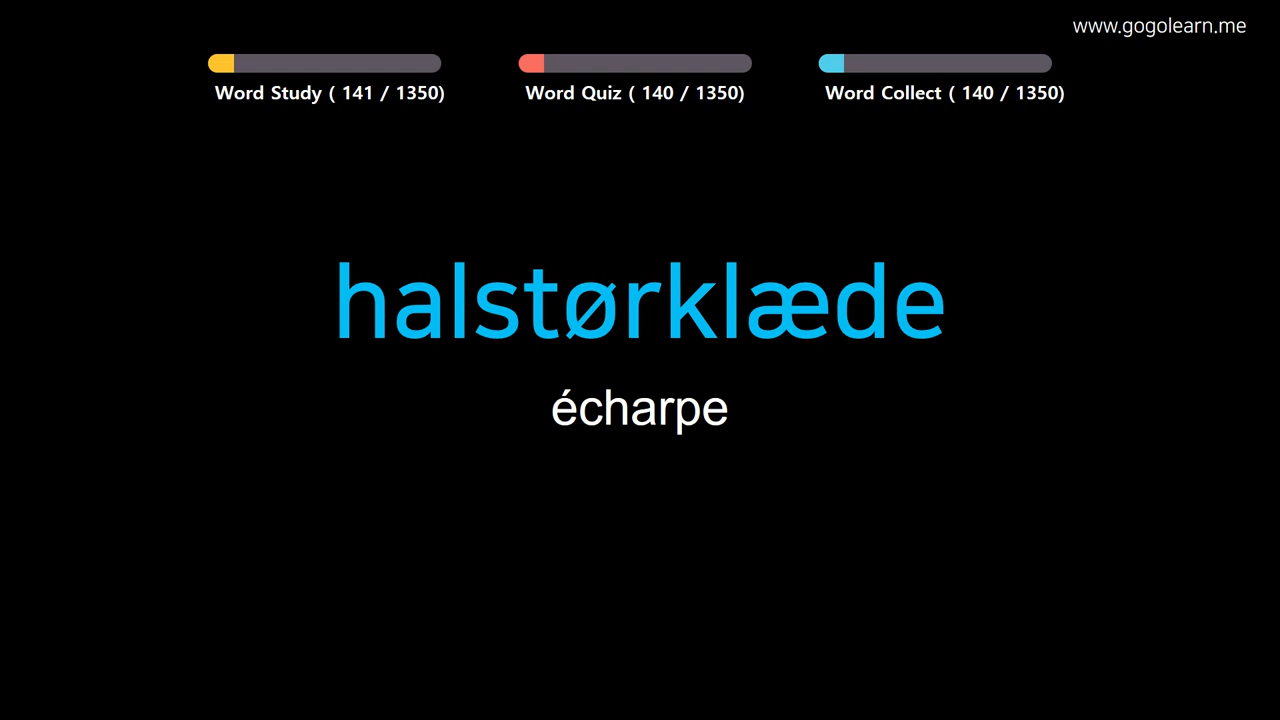 www.gogolearn.me
Word Study ( 141 / 1350)
Word Quiz ( 140 / 1350)
Word Collect ( 140 / 1350)
halstørklæde
écharpe